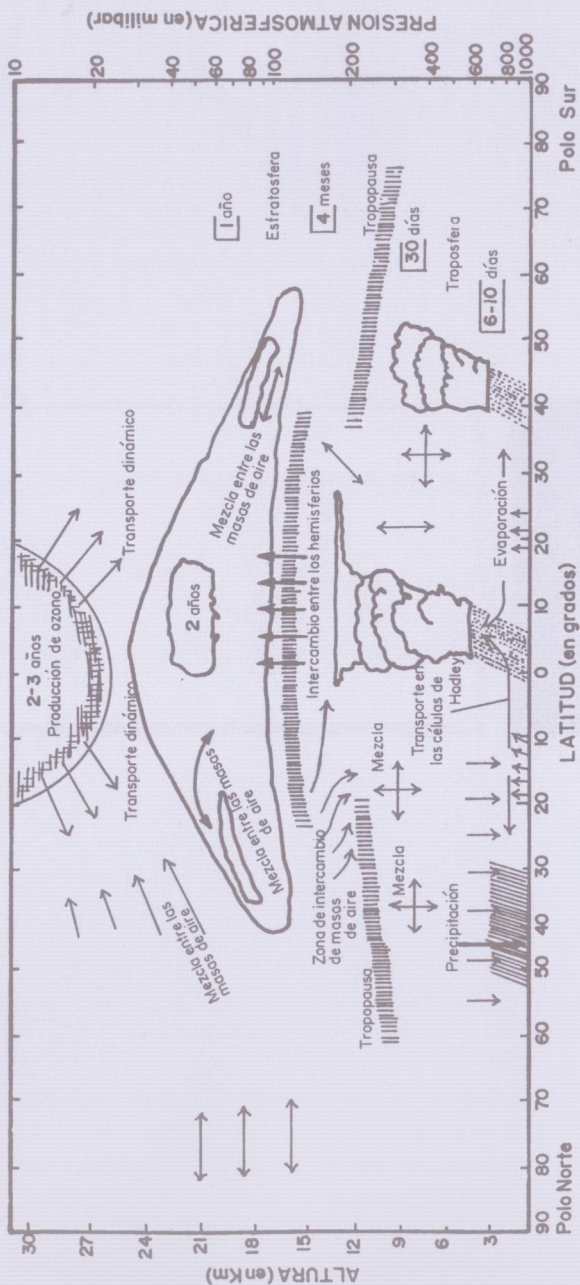 PRESION ATMOSFERICA (en milibar)
10
20
40
60
100
200
400
600
800
1000
ALTURA (en Km)
30
27
24
21
18
15
12
9
6
3
2-3 años
Producción de ozono
Transporte dinámico
Transporte dinámico
Mezcla entre las
masas de aire
Mezcla entre las masas
de aire
2 años
Mezcla entre las
masas de aire
1 año
Esfratosfera
4 meses
Intercambio entre los hemisferios
Tropopausa
Zona de intercambio
de masas
de aire
Tropopausa
30 días
Troposfera
6-10 días
Mezcla
Mezcla
Transporte en
las células de
Hadley
Precipitación
Evaporación
90
80
70
60
50
40
30
20
10
0
10
20
30
40
50
60
70
80
90
Polo Norte
LATITUD (en grados)
Polo Sur